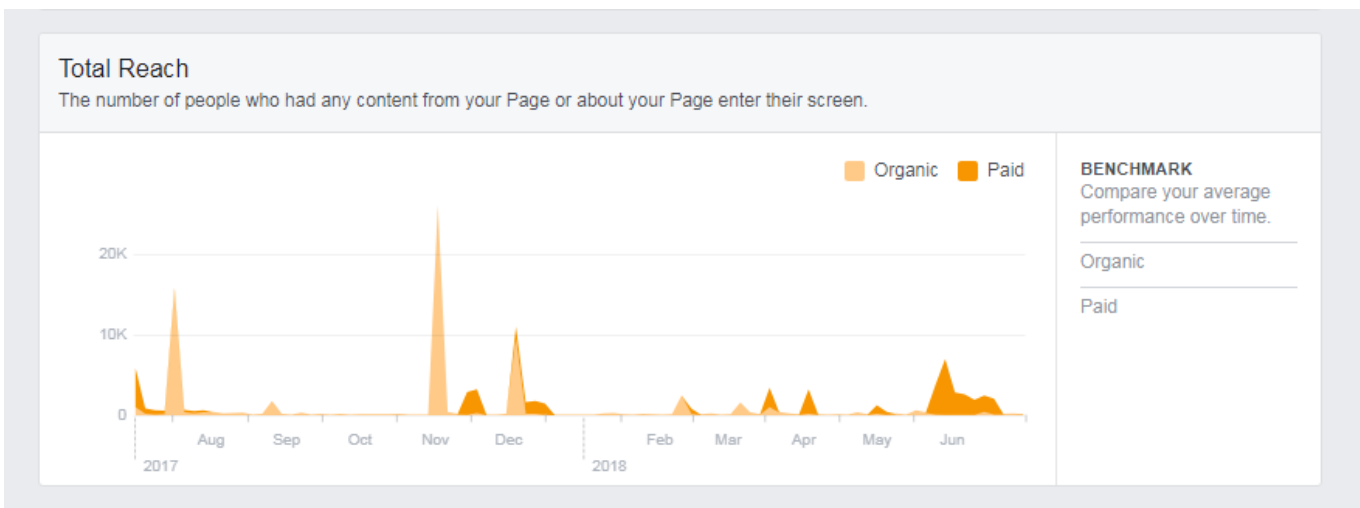 Total Reach
The number of people who had any content from your Page or about your Page enter their screen.
Organic Paid
20K
10K
0
Aug Sep Oct Nov Dec Feb Mar Apr May Jun
2017 2018
BENCHMARK
Compare your average
performance over time.
Organic
Paid